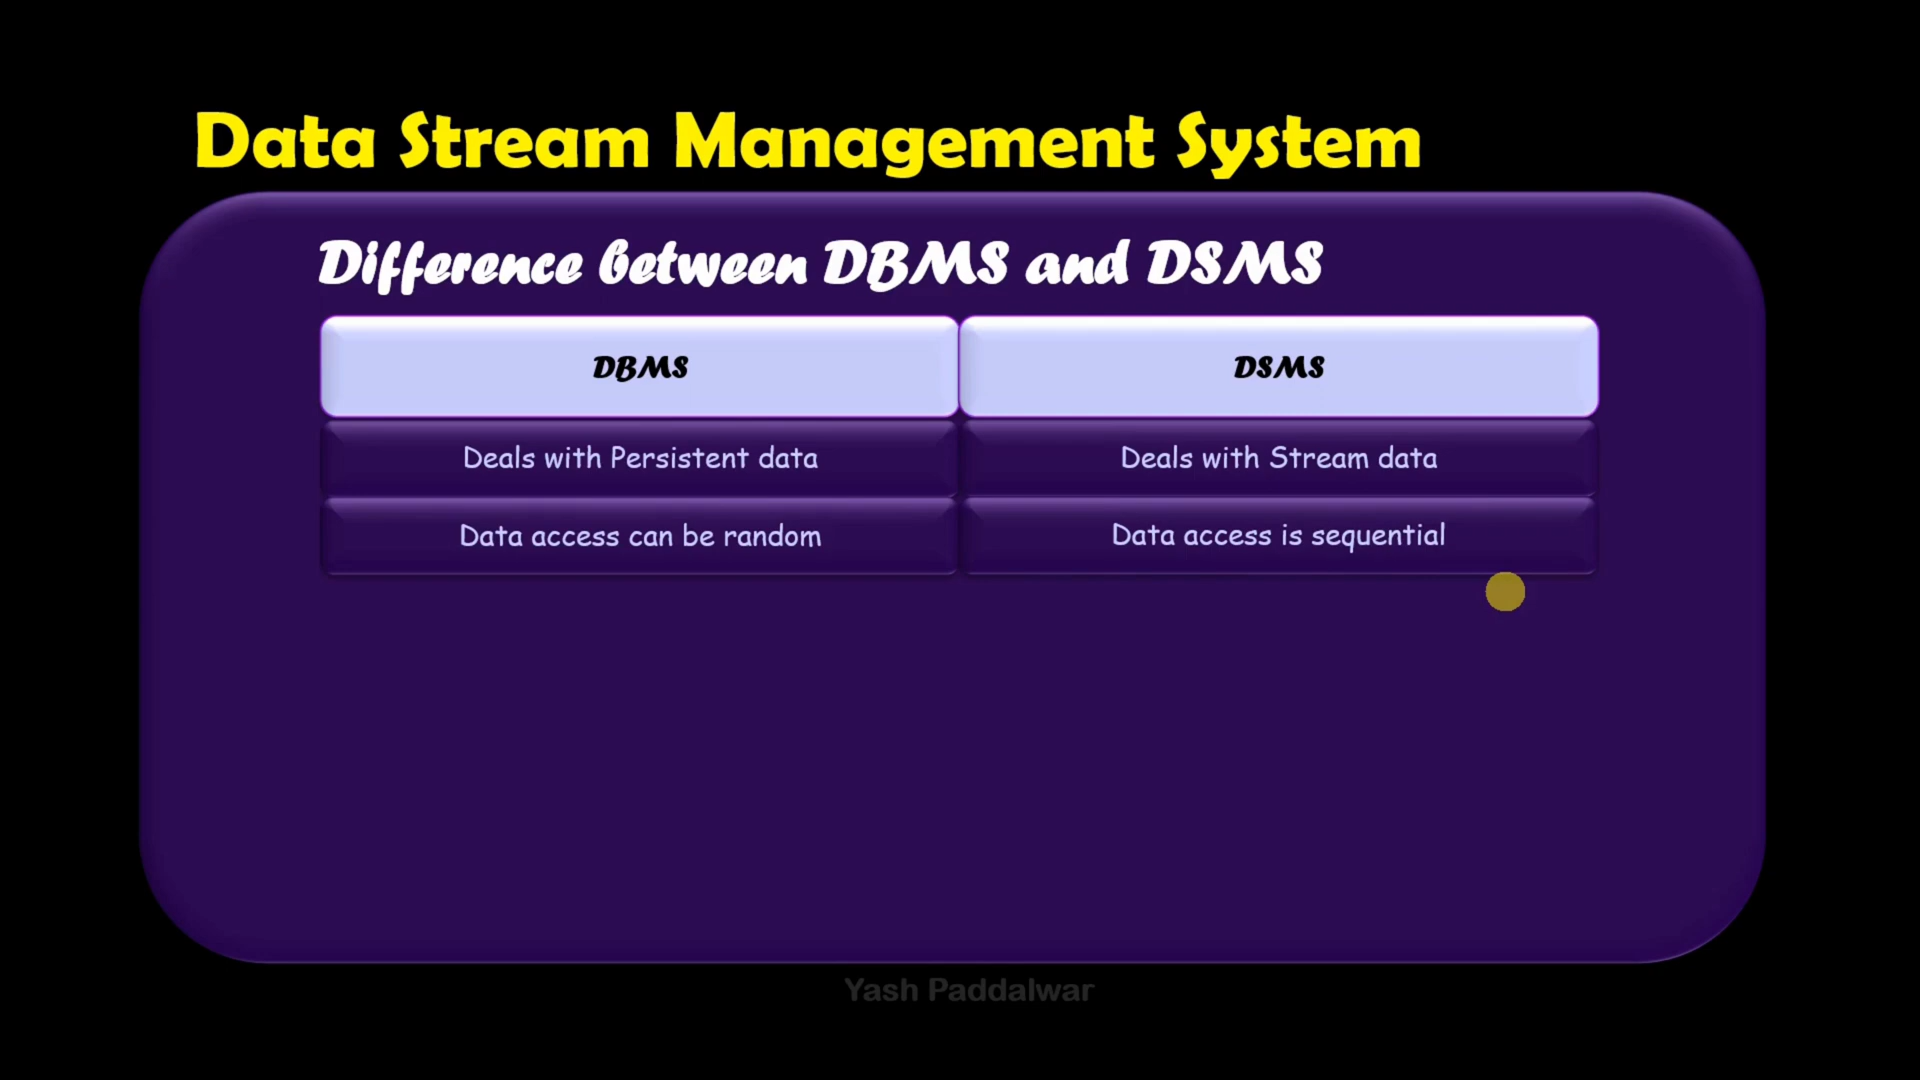 Data Stream Management System
Difference between DBMS and DSMS
DBMS DSMS
Deals with Persistent data Deals with Stream data
Data access can be random Data access is sequential
Yash Paddalwar